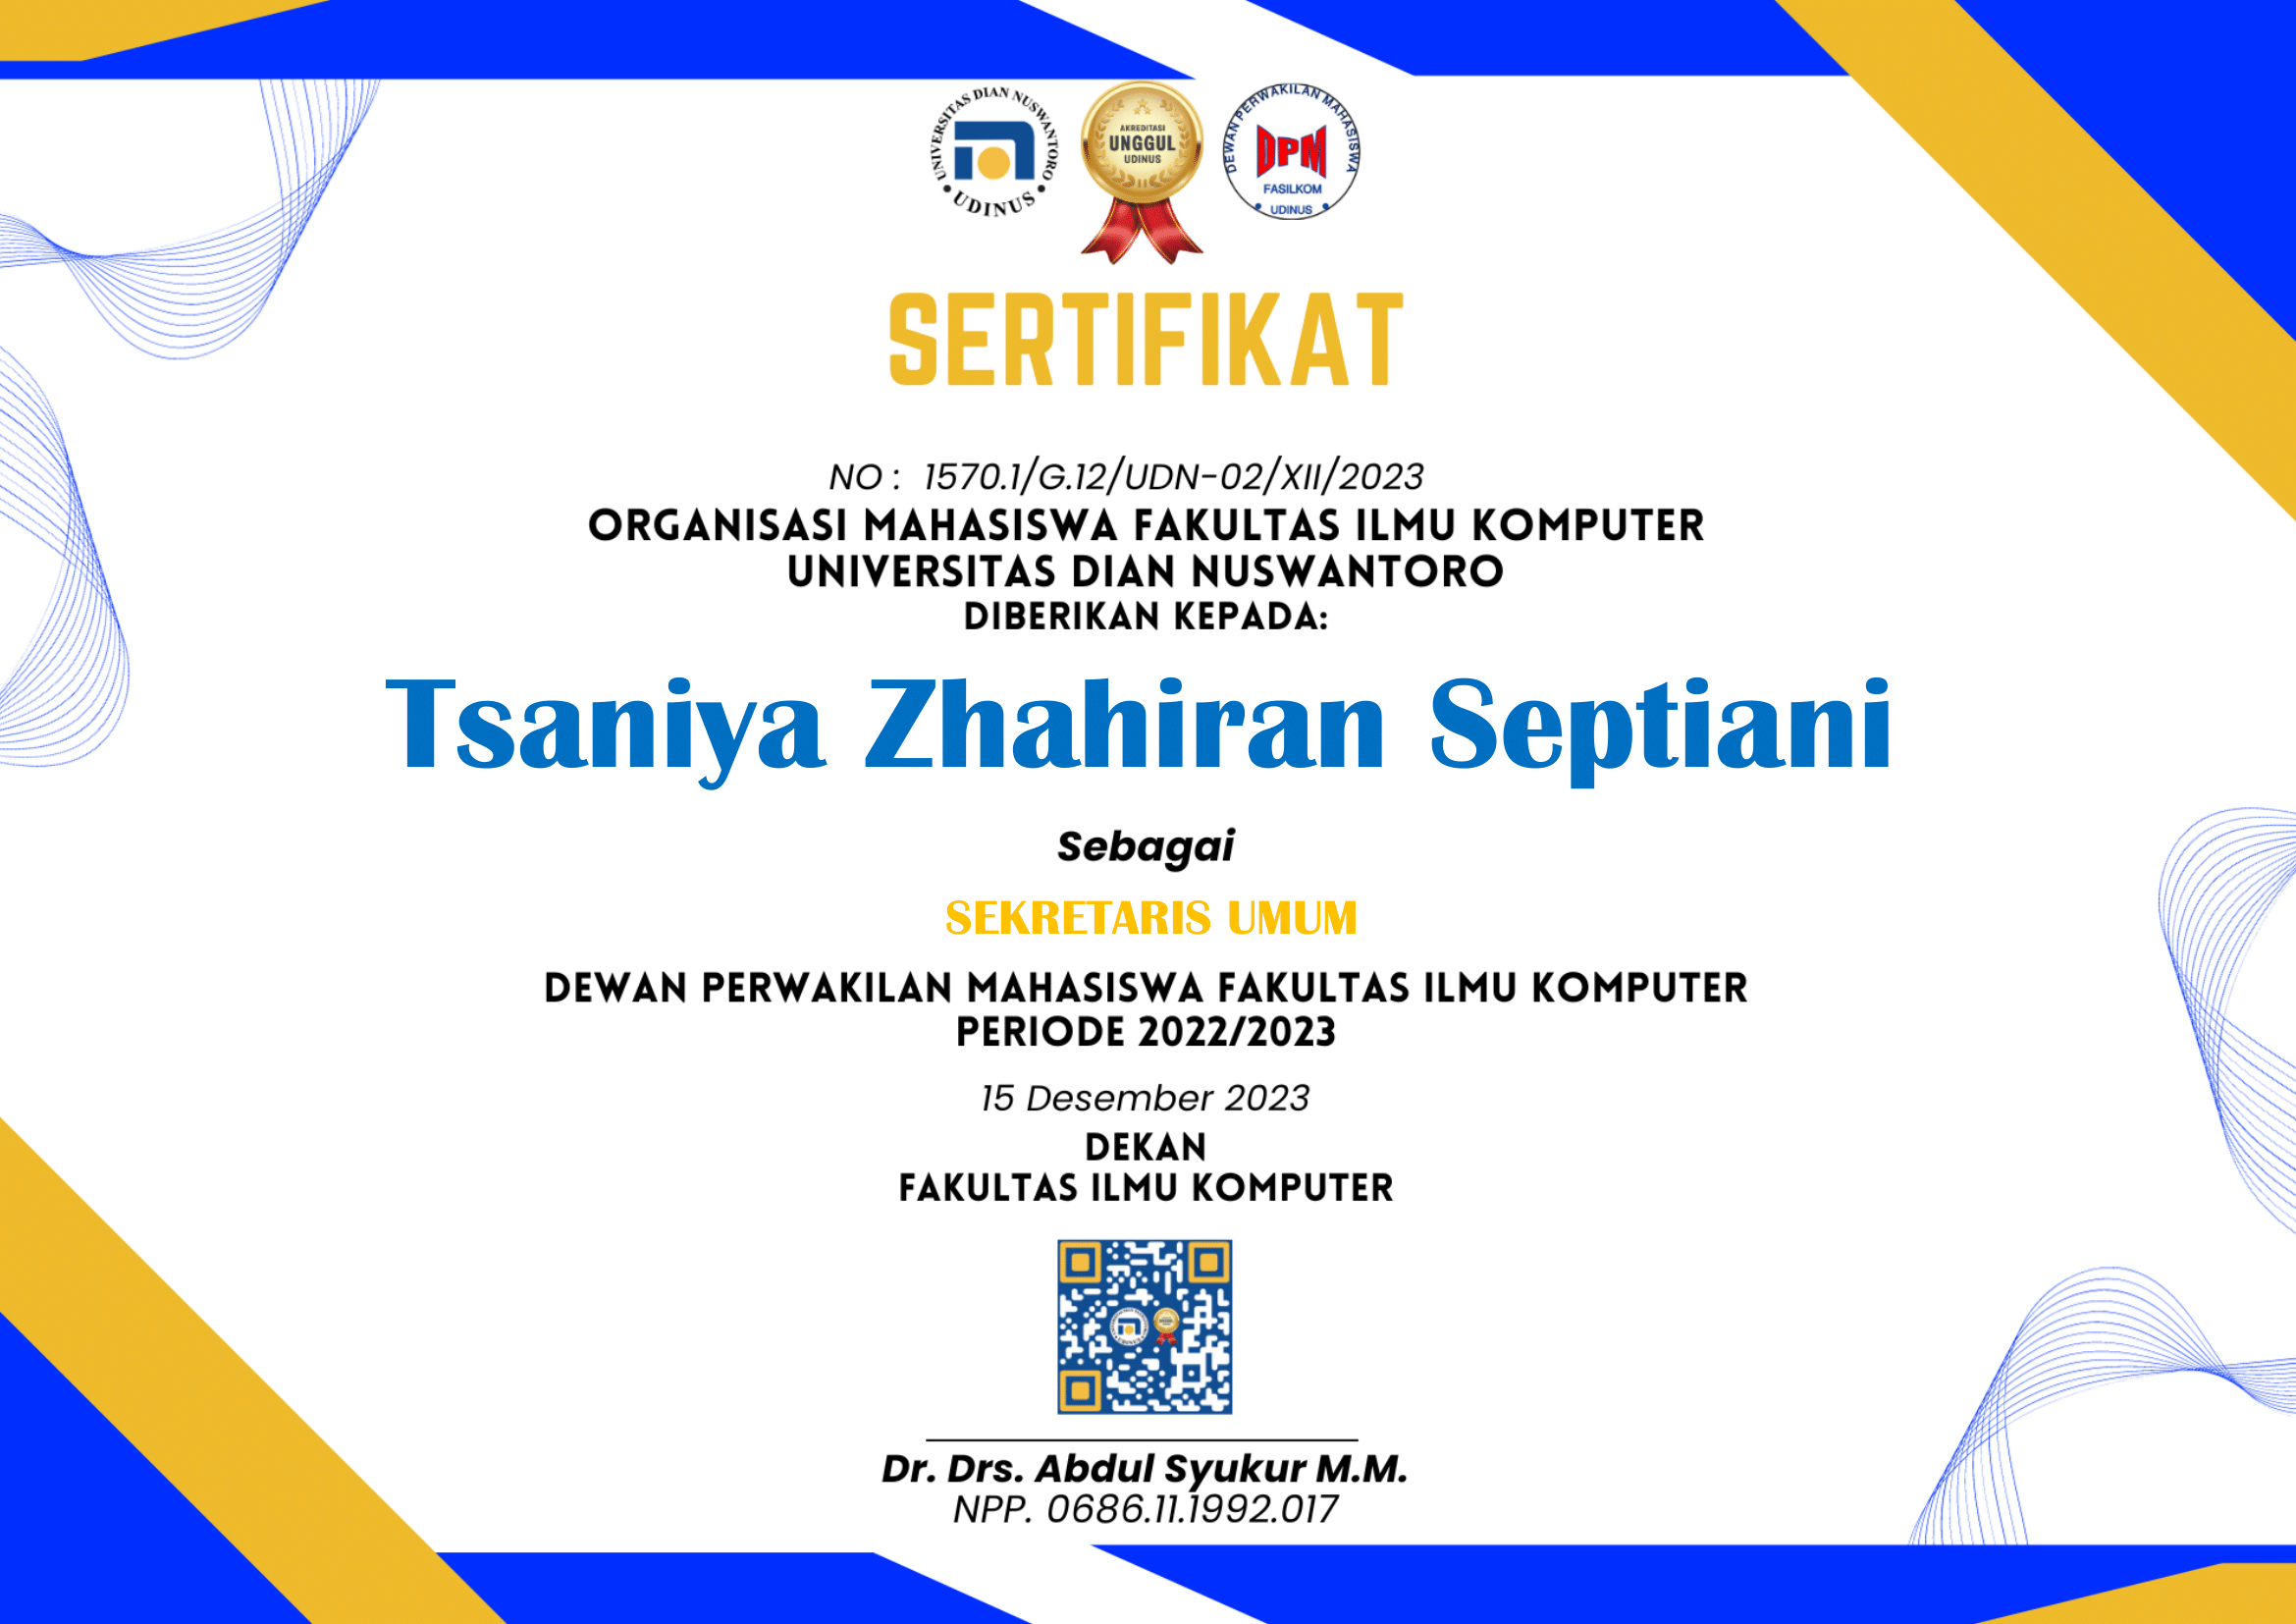 UNIVERSITAS DIAN NUSWANTORO
• UDINUS •
AKREDITASI
UNGGUL
UDINUS
DEWAN PERWAKILAN MAHASISWA
DPM
FASILKOM
• UDINUS •
SERTIFIKAT
NO : 1570.1/G.12/UDN-02/XII/2023
ORGANISASI MAHASISWA FAKULTAS ILMU KOMPUTER
UNIVERSITAS DIAN NUSWANTORO
DIBERIKAN KEPADA:
Tsaniya Zhahiran Septiani
Sebagai
SEKRETARIS UMUM
DEWAN PERWAKILAN MAHASISWA FAKULTAS ILMU KOMPUTER
PERIODE 2022/2023
15 Desember 2023
DEKAN
FAKULTAS ILMU KOMPUTER
Dr. Drs. Abdul Syukur M.M.
NPP. 0686.11.1992.017